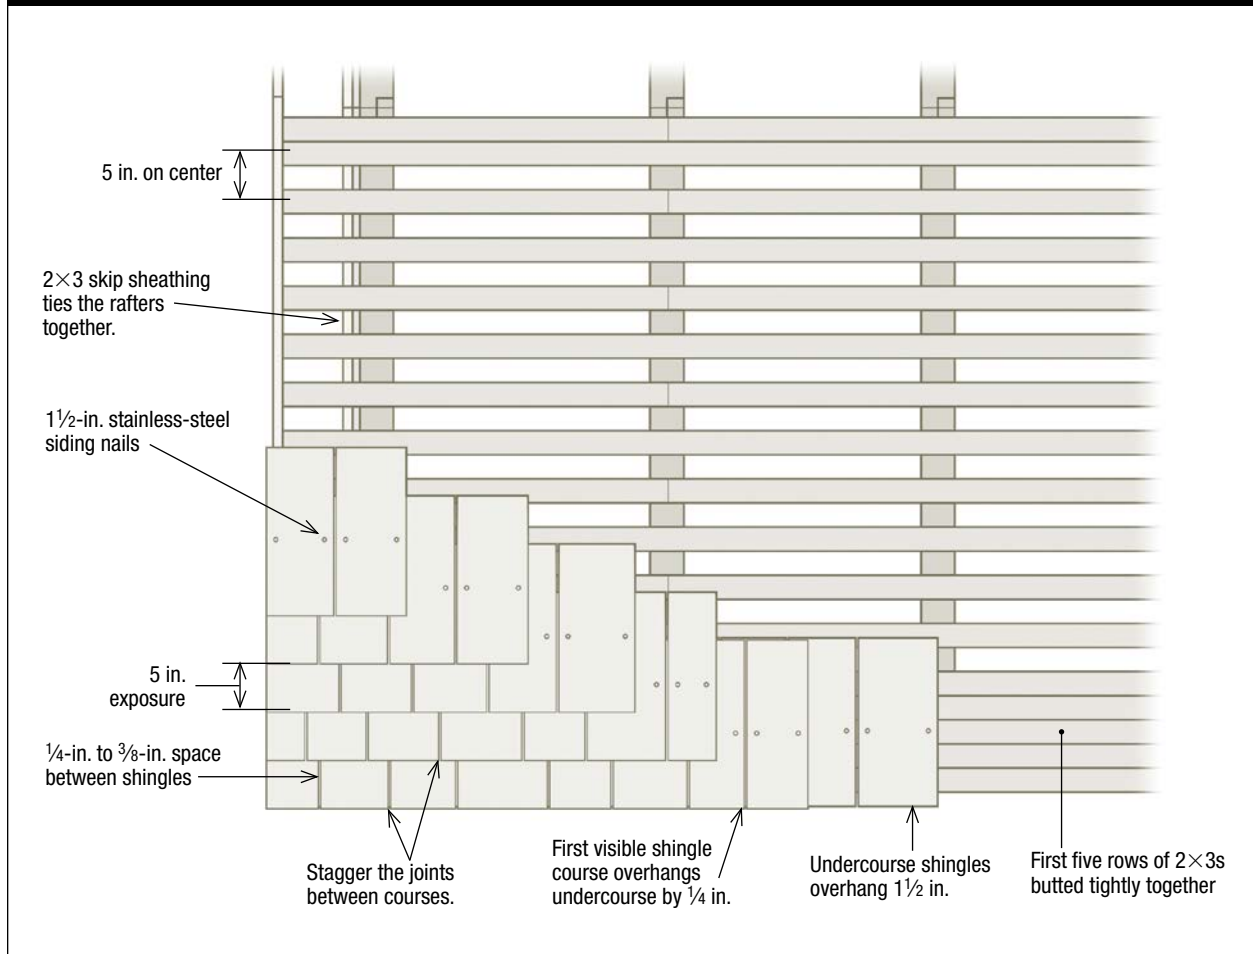 5 in. on center
2×3 skip sheathing
ties the rafters
together.
1½-in. stainless-steel
siding nails
5 in.
exposure
¼-in. to ⅜-in. space
between shingles
Stagger the joints
between courses.
First visible shingle
course overhangs
undercourse by ¼ in.
Undercourse shingles
overhang 1½ in.
First five rows of 2×3s
butted tightly together